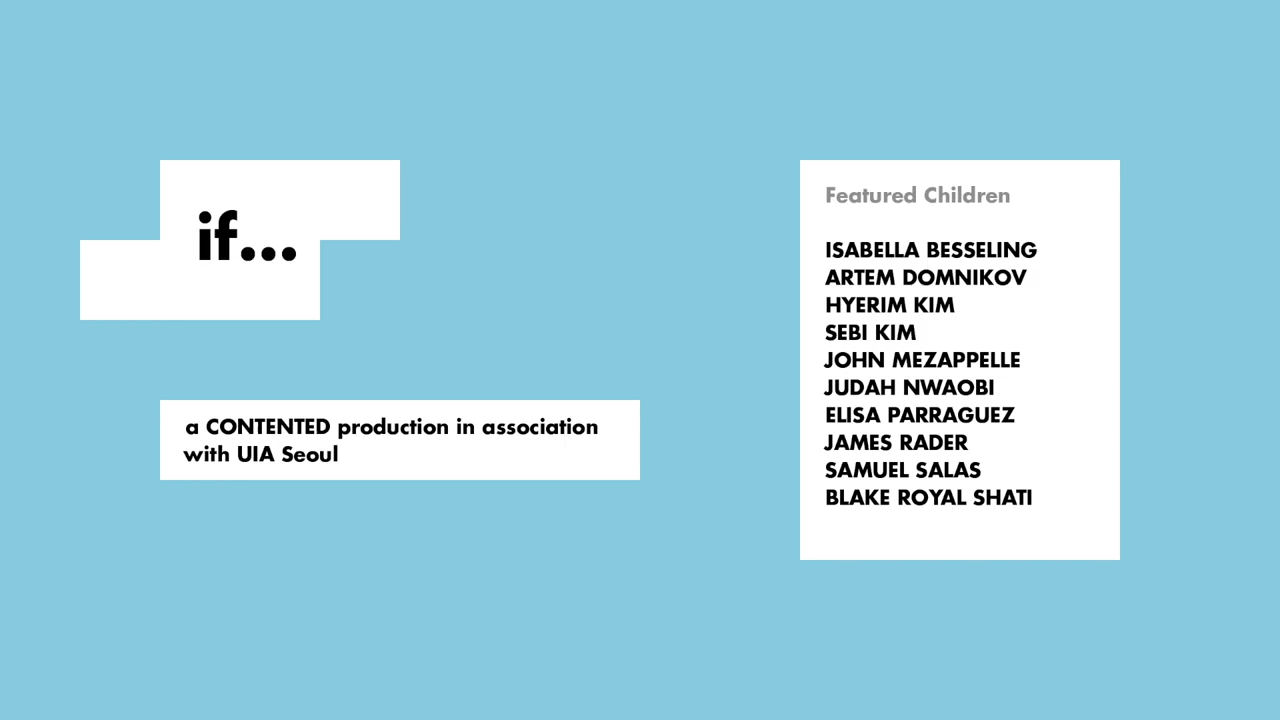 if...
a CONTENTED production in association
with UIA Seoul
Featured Children
ISABELLA BESSELING
ARTEM DOMNIKOV
HYERIM KIM
SEBI KIM
JOHN MEZAPPELLE
JUDAH NWAOBI
ELISA PARRAGUEZ
JAMES RADER
SAMUEL SALAS
BLAKE ROYAL SHATI